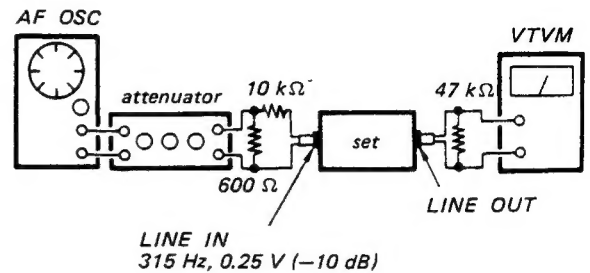 AF OSC
VTVM
attenuator
10 kΩ
47 kΩ
set
600 Ω
LINE OUT
LINE IN
315 Hz, 0.25 V (−10 dB)